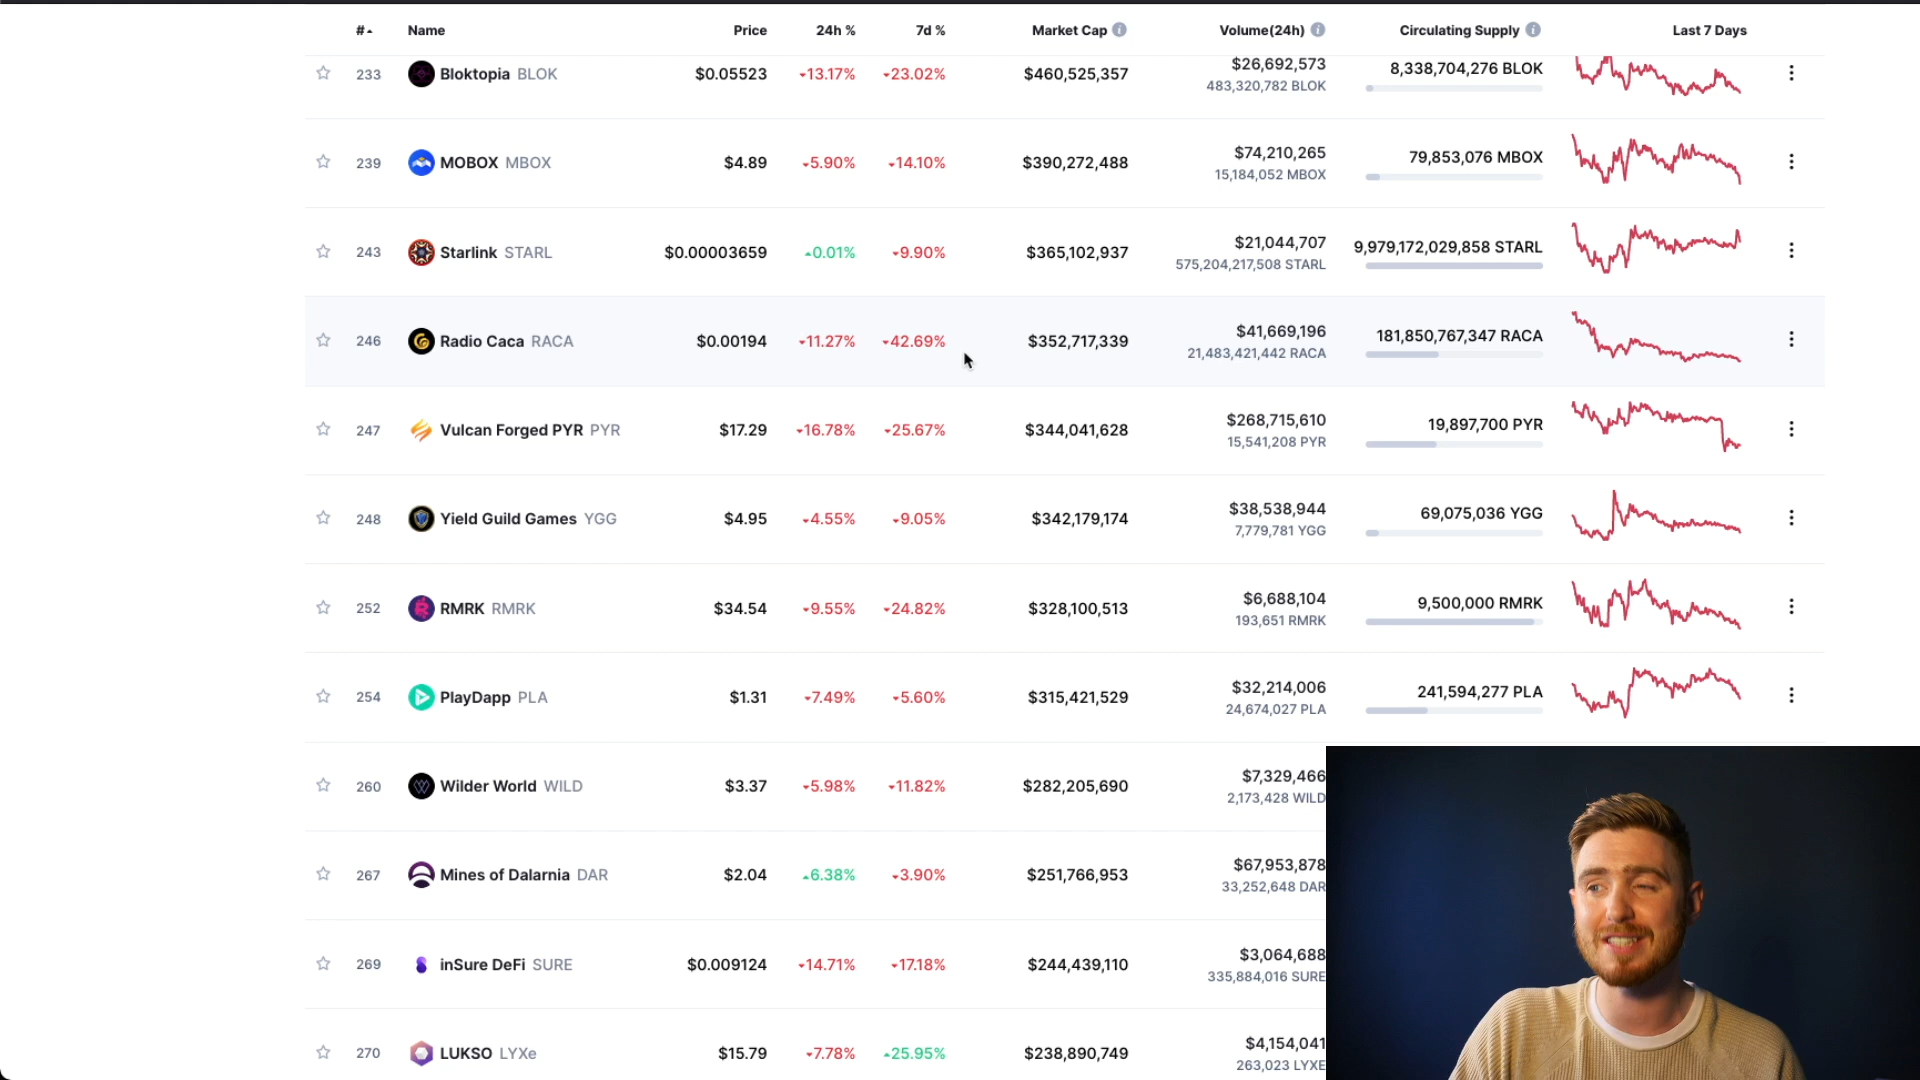 # Name Price 24h % 7d % Market Cap Volume(24h) Circulating Supply Last 7 Days
233 Bloktopia BLOK $0.05523 13.17% 23.02% $460,525,357 $26,692,573 8,338,704,276 BLOK
483,320,782 BLOK
239 MOBOX MBOX $4.89 5.90% 14.10% $390,272,488 $74,210,265 79,853,076 MBOX
15,184,052 MBOX
243 Starlink STARL $0.00003659 0.01% 9.90% $365,102,937 $21,044,707 9,979,172,029,858 STARL
575,204,217,508 STARL
246 Radio Caca RACA $0.00194 11.27% 42.69% $352,717,339 $41,669,196 181,850,767,347 RACA
21,483,421,442 RACA
247 Vulcan Forged PYR PYR $17.29 16.78% 25.67% $344,041,628 $268,715,610 19,897,700 PYR
15,541,208 PYR
248 Yield Guild Games YGG $4.95 4.55% 9.05% $342,179,174 $38,538,944 69,075,036 YGG
7,779,781 YGG
252 RMRK RMRK $34.54 9.55% 24.82% $328,100,513 $6,688,104 9,500,000 RMRK
193,651 RMRK
254 PlayDapp PLA $1.31 7.49% 5.60% $315,421,529 $32,214,006 241,594,277 PLA
24,674,027 PLA
260 Wilder World WILD $3.37 5.98% 11.82% $282,205,690 $7,329,466
2,173,428 WILD
267 Mines of Dalarnia DAR $2.04 6.38% 3.90% $251,766,953 $67,953,878
33,252,648 DAR
269 inSure DeFi SURE $0.009124 14.71% 17.18% $244,439,110 $3,064,688
335,884,016 SURE
270 LUKSO LYXe $15.79 7.78% 25.95% $238,890,749 $4,154,041
263,023 LYXE